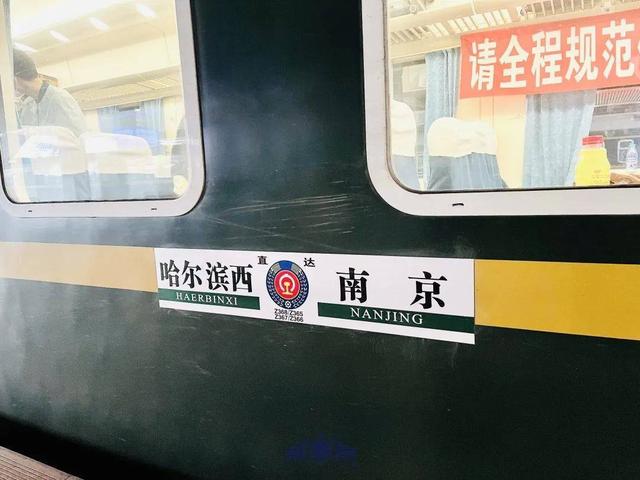 请全程规范
哈尔滨西 直达 南京
HAERBINXI NANJING
Z368/Z365
Z367/Z366